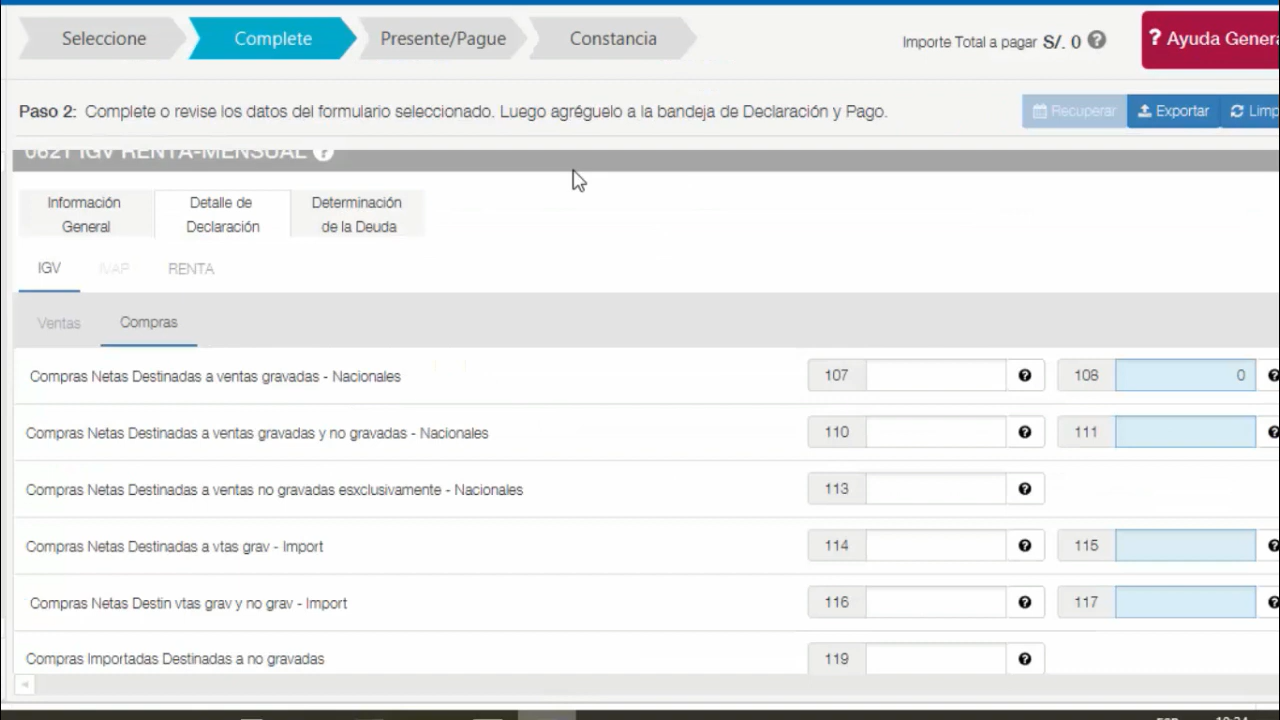 Seleccione Complete Presente/Pague Constancia Importe Total a pagar S/. 0 ? ? Ayuda Genera
Paso 2: Complete o revise los datos del formulario seleccionado. Luego agréguelo a la bandeja de Declaración y Pago. Recuperar Exportar Limp
0621 IGV RENTA-MENSUAL ?
Información General
Detalle de Declaración
Determinación de la Deuda
IGV IVAP RENTA
Ventas Compras
Compras Netas Destinadas a ventas gravadas - Nacionales 107 ? 108 0 ?
Compras Netas Destinadas a ventas gravadas y no gravadas - Nacionales 110 ? 111 ?
Compras Netas Destinadas a ventas no gravadas esxclusivamente - Nacionales 113 ?
Compras Netas Destinadas a vtas grav - Import 114 ? 115 ?
Compras Netas Destin vtas grav y no grav - Import 116 ? 117 ?
Compras Importadas Destinadas a no gravadas 119 ?